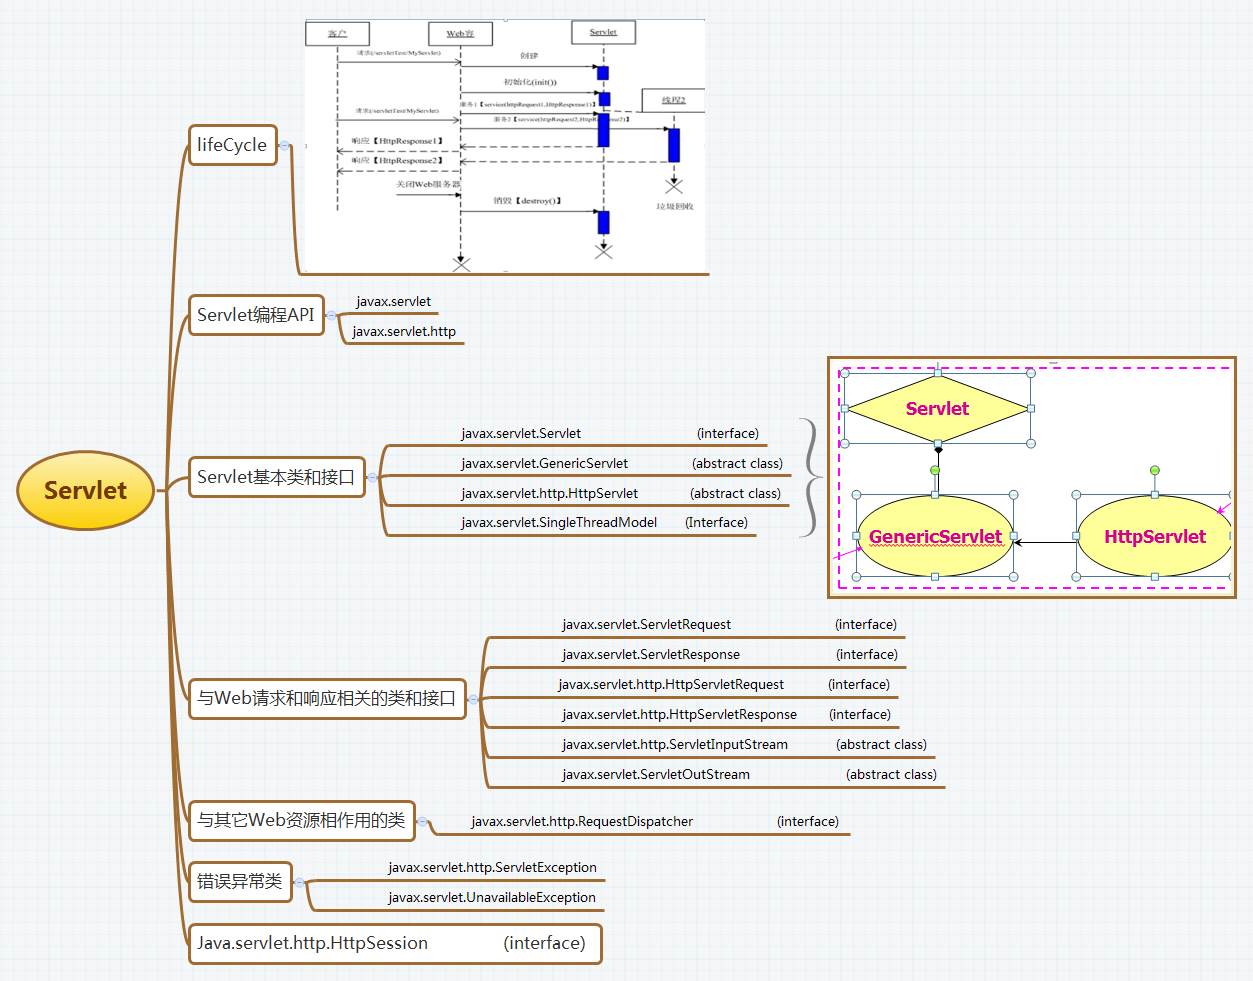 客户
Web容
Servlet
请求(/servletTest/MyServlet)
创建
初始化(init())
线程2
服务1【service(httpRequest1,HttpResponse1)】
请求(/servletTest/MyServlet)
服务2【service(httpRequest2,HttpResponse2)】
响应【HttpResponse1】
响应【HttpResponse2】
关闭Web服务器
销毁【destroy()】
垃圾回收
lifeCycle
Servlet编程API
javax.servlet
javax.servlet.http
Servlet
Servlet基本类和接口
javax.servlet.Servlet (interface)
javax.servlet.GenericServlet (abstract class)
javax.servlet.http.HttpServlet (abstract class)
javax.servlet.SingleThreadModel (Interface)
Servlet
GenericServlet
HttpServlet
与Web请求和响应相关的类和接口
javax.servlet.ServletRequest (interface)
javax.servlet.ServletResponse (interface)
javax.servlet.http.HttpServletRequest (interface)
javax.servlet.http.HttpServletResponse (interface)
javax.servlet.http.ServletInputStream (abstract class)
javax.servlet.ServletOutStream (abstract class)
与其它Web资源相作用的类
javax.servlet.http.RequestDispatcher (interface)
错误异常类
javax.servlet.http.ServletException
javax.servlet.UnavailableException
Java.servlet.http.HttpSession (interface)